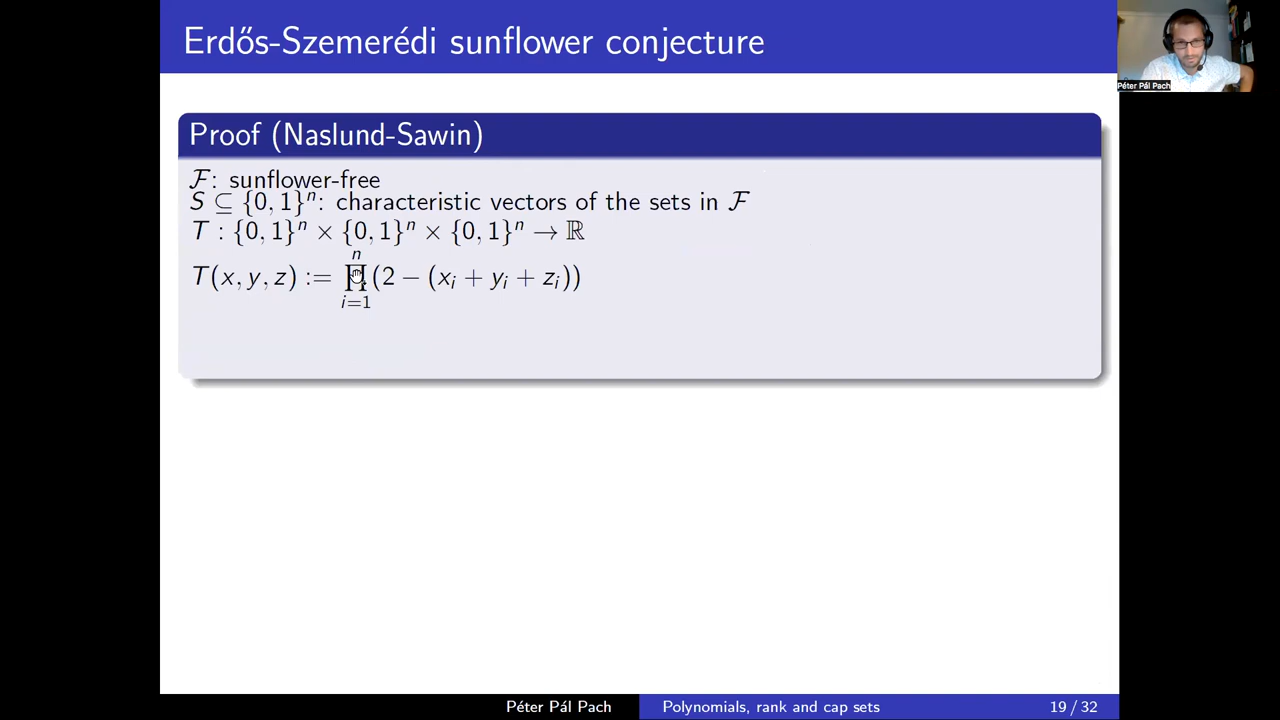 Erdős-Szemerédi sunflower conjecture
Péter Pál Pach
Proof (Naslund-Sawin)
ℱ: sunflower-free
S ⊆ {0, 1}ⁿ: characteristic vectors of the sets in ℱ
T : {0, 1}ⁿ × {0, 1}ⁿ × {0, 1}ⁿ → ℝ
T(x, y, z) := ∏ⁿᵢ₌₁(2 − (xᵢ + yᵢ + zᵢ))
Péter Pál Pach
Polynomials, rank and cap sets
19 / 32